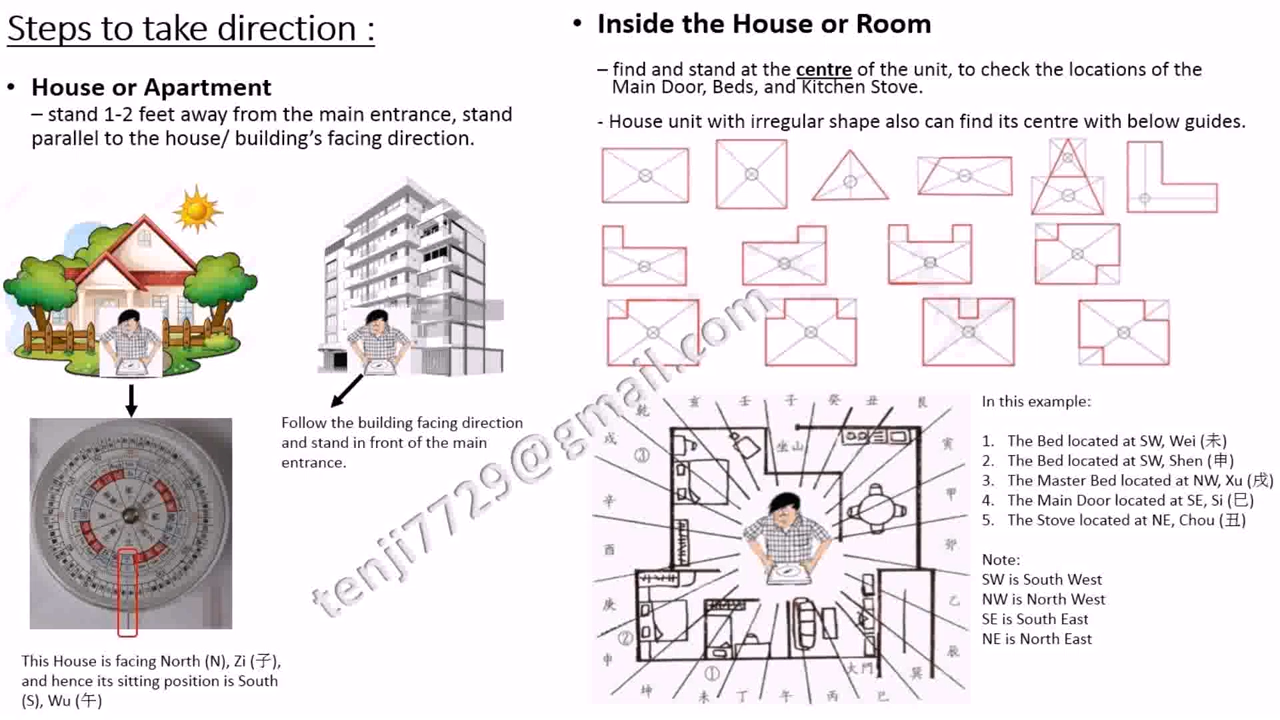 Steps to take direction :
• House or Apartment
– stand 1-2 feet away from the main entrance, stand
parallel to the house/ building's facing direction.
Follow the building facing direction
and stand in front of the main
entrance.
This House is facing North (N), Zi (子),
and hence its sitting position is South
(S), Wu (午)
• Inside the House or Room
– find and stand at the centre of the unit, to check the locations of the
Main Door, Beds, and Kitchen Stove.
- House unit with irregular shape also can find its centre with below guides.
亥 壬 子 癸 丑 艮
乾
戌
③
辛
酉
庚
②
申
坤
①
未 丁 午 丙 巳
巽
辰
乙
卯
甲
寅
坐山
大門
In this example:
1. The Bed located at SW, Wei (未)
2. The Bed located at SW, Shen (申)
3. The Master Bed located at NW, Xu (戌)
4. The Main Door located at SE, Si (巳)
5. The Stove located at NE, Chou (丑)
Note:
SW is South West
NW is North West
SE is South East
NE is North East
tenji7729@gmail.com